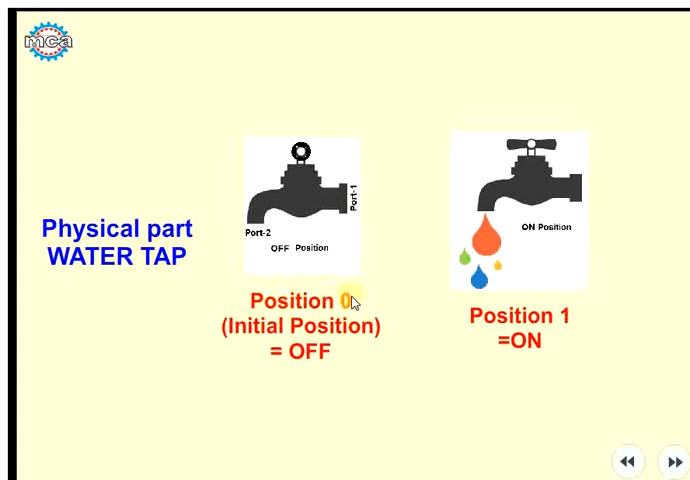 mca
Physical part
WATER TAP
Port-1
Port-2
OFF Position
Position 0
(Initial Position)
= OFF
ON Position
Position 1
=ON